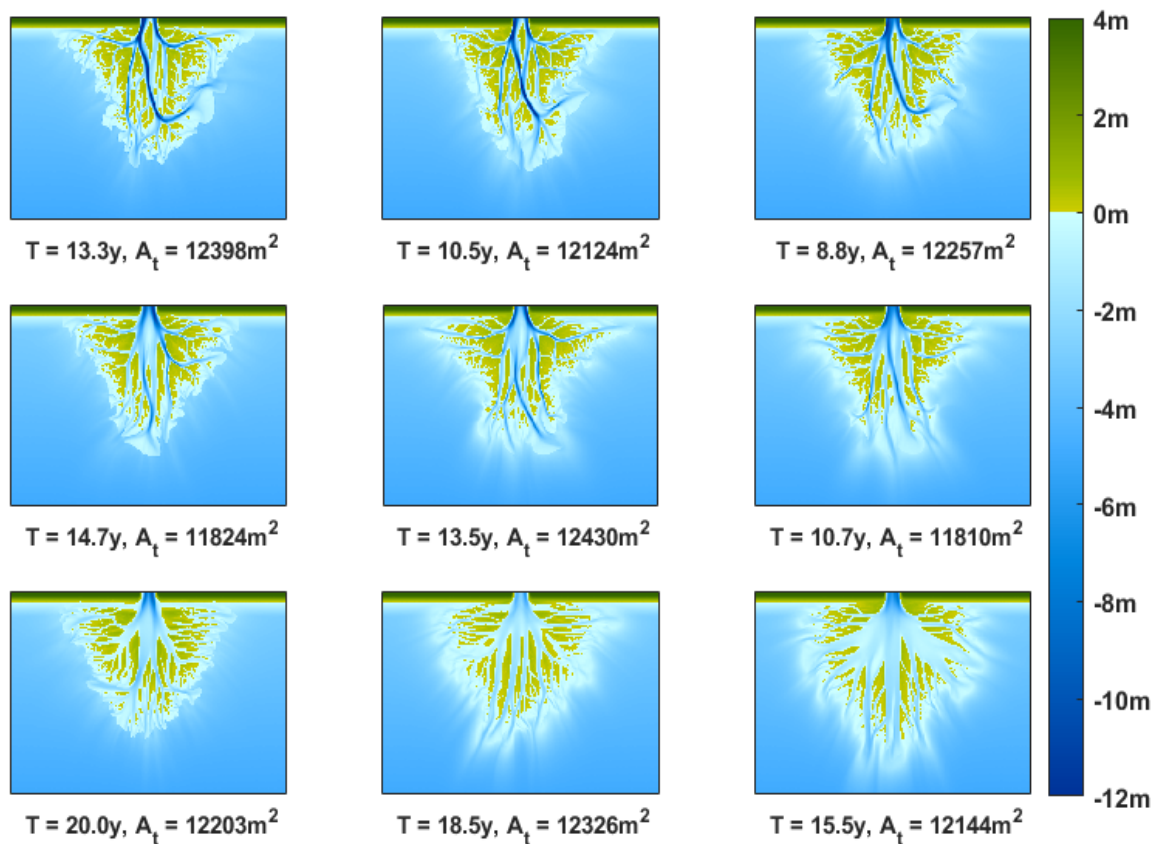 4m
2m
0m
-2m
-4m
-6m
-8m
-10m
-12m
T = 13.3y, A_t = 12398m^2
T = 10.5y, A_t = 12124m^2
T = 8.8y, A_t = 12257m^2
T = 14.7y, A_t = 11824m^2
T = 13.5y, A_t = 12430m^2
T = 10.7y, A_t = 11810m^2
T = 20.0y, A_t = 12203m^2
T = 18.5y, A_t = 12326m^2
T = 15.5y, A_t = 12144m^2